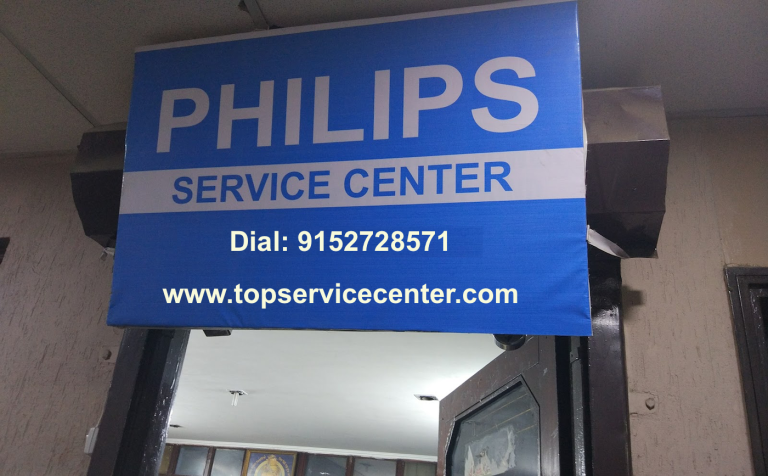 PHILIPS
SERVICE CENTER
Dial: 9152728571
www.topservicecenter.com